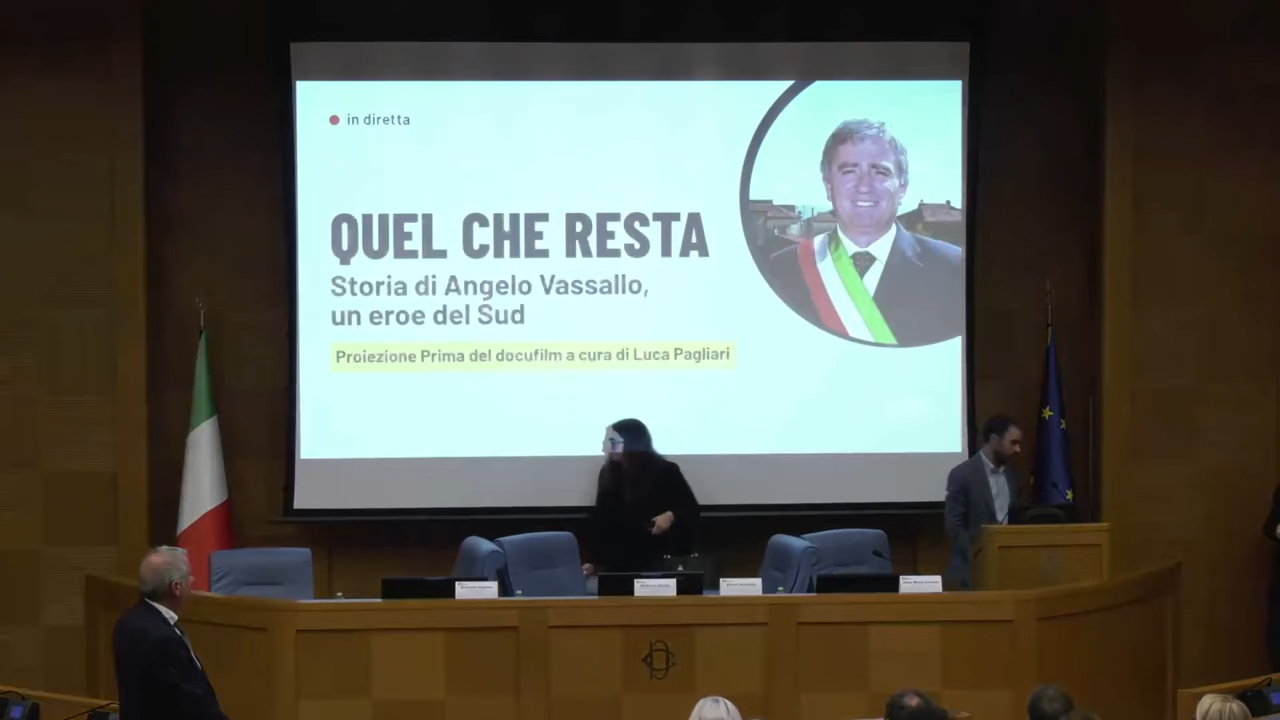 in diretta
QUEL CHE RESTA
Storia di Angelo Vassallo,
un eroe del Sud
Proiezione Prima del docufilm a cura di Luca Pagliari